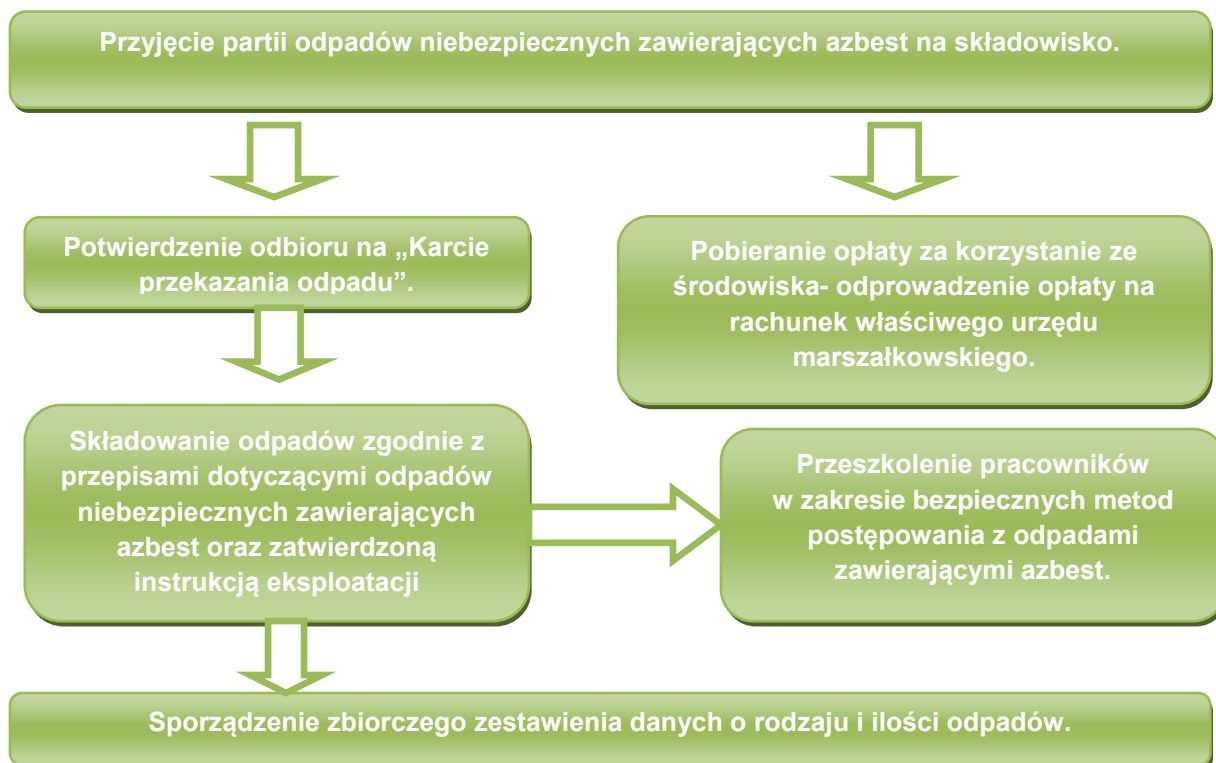 Przyjęcie partii odpadów niebezpiecznych zawierających azbest na składowisko.
Potwierdzenie odbioru na „Karcie
przekazania odpadu”.
Pobieranie opłaty za korzystanie ze
środowiska- odprowadzenie opłaty na
rachunek właściwego urzędu
marszałkowskiego.
Składowanie odpadów zgodnie z
przepisami dotyczącymi odpadów
niebezpiecznych zawierających
azbest oraz zatwierdzoną
instrukcją eksploatacji
Przeszkolenie pracowników
w zakresie bezpiecznych metod
postępowania z odpadami
zawierającymi azbest.
Sporządzenie zbiorczego zestawienia danych o rodzaju i ilości odpadów.